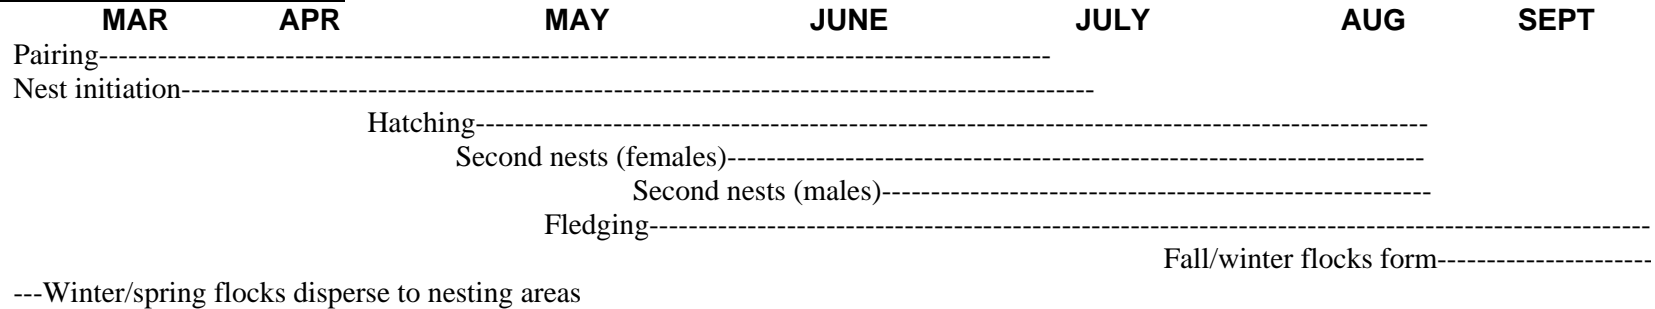 MAR APR MAY JUNE JULY AUG SEPT
Pairing-------------------------------------------------------------------------------------------------
Nest initiation---------------------------------------------------------------------------------------------
Hatching-------------------------------------------------------------------------------------------------
Second nests (females)-----------------------------------------------------------------------
Second nests (males)--------------------------------------------------------
Fledging------------------------------------------------------------------------------------------------------
Fall/winter flocks form----------------------
---Winter/spring flocks disperse to nesting areas